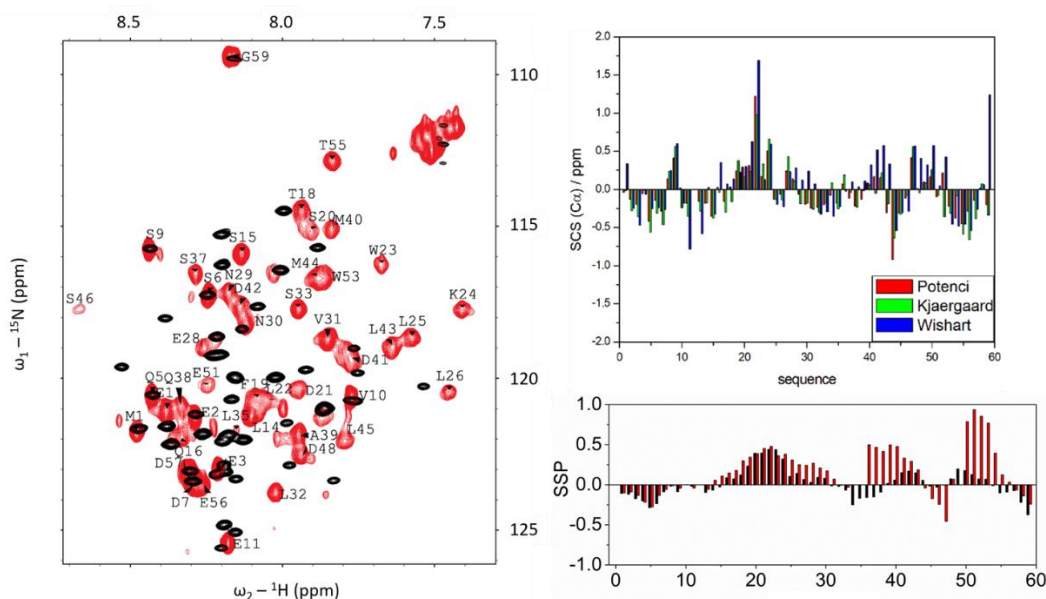 8.5 8.0 7.5
110
115
120
125
ω₁ – ¹⁵N (ppm)
ω₂ – ¹H (ppm)
G59
T55
T18
S20
M40
S9
S15
W23
S37
N29
M44
W53
S6
D42
S46
S33
K24
N30
V31
L43
L25
E28
D41
E51
Q5Q38
F19
L22
D21
L26
E1
V10
M1
E2
L35
L14
A39
L45
Q16
D48
D5
E3
D7
E56
L32
E11
SCS (Cα) / ppm
2.0
1.5
1.0
0.5
0.0
-0.5
-1.0
-1.5
-2.0
Potenci
Kjaergaard
Wishart
0 10 20 30 40 50 60
sequence
SSP
1.0
0.5
0.0
-0.5
-1.0
0 10 20 30 40 50 60